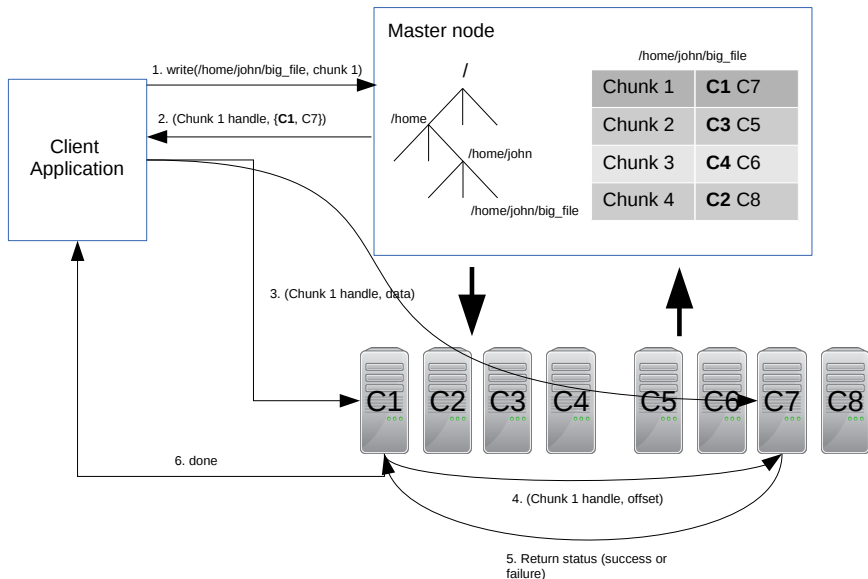 Master node
/home/john/big_file
1. write(/home/john/big_file, chunk 1)
/
Chunk 1 C1 C7
2. (Chunk 1 handle, {C1, C7})
/home
Chunk 2 C3 C5
Client
Application
/home/john
Chunk 3 C4 C6
Chunk 4 C2 C8
/home/john/big_file
3. (Chunk 1 handle, data)
C1 C2 C3 C4 C5 C6 C7 C8
6. done
4. (Chunk 1 handle, offset)
5. Return status (success or
failure)